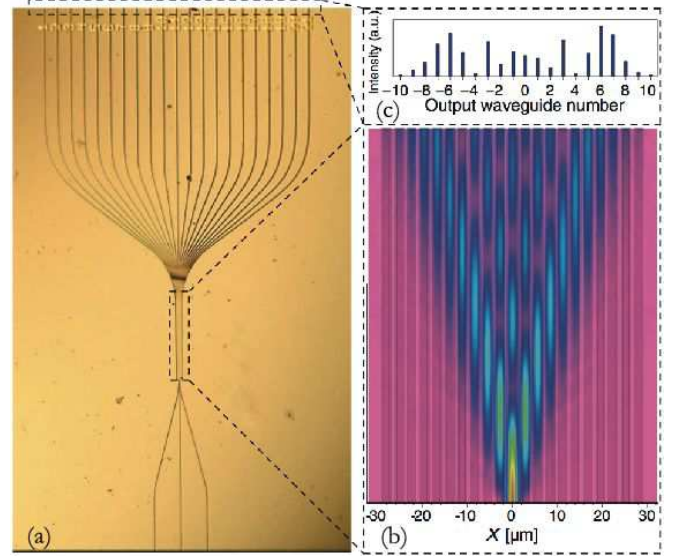 Intensity (a.u.)
−10 −8 −6 −4 −2 0 2 4 6 8 10
(c) Output waveguide number
(a)
-30 -20 -10 0 10 20 30
X [μm] (b)